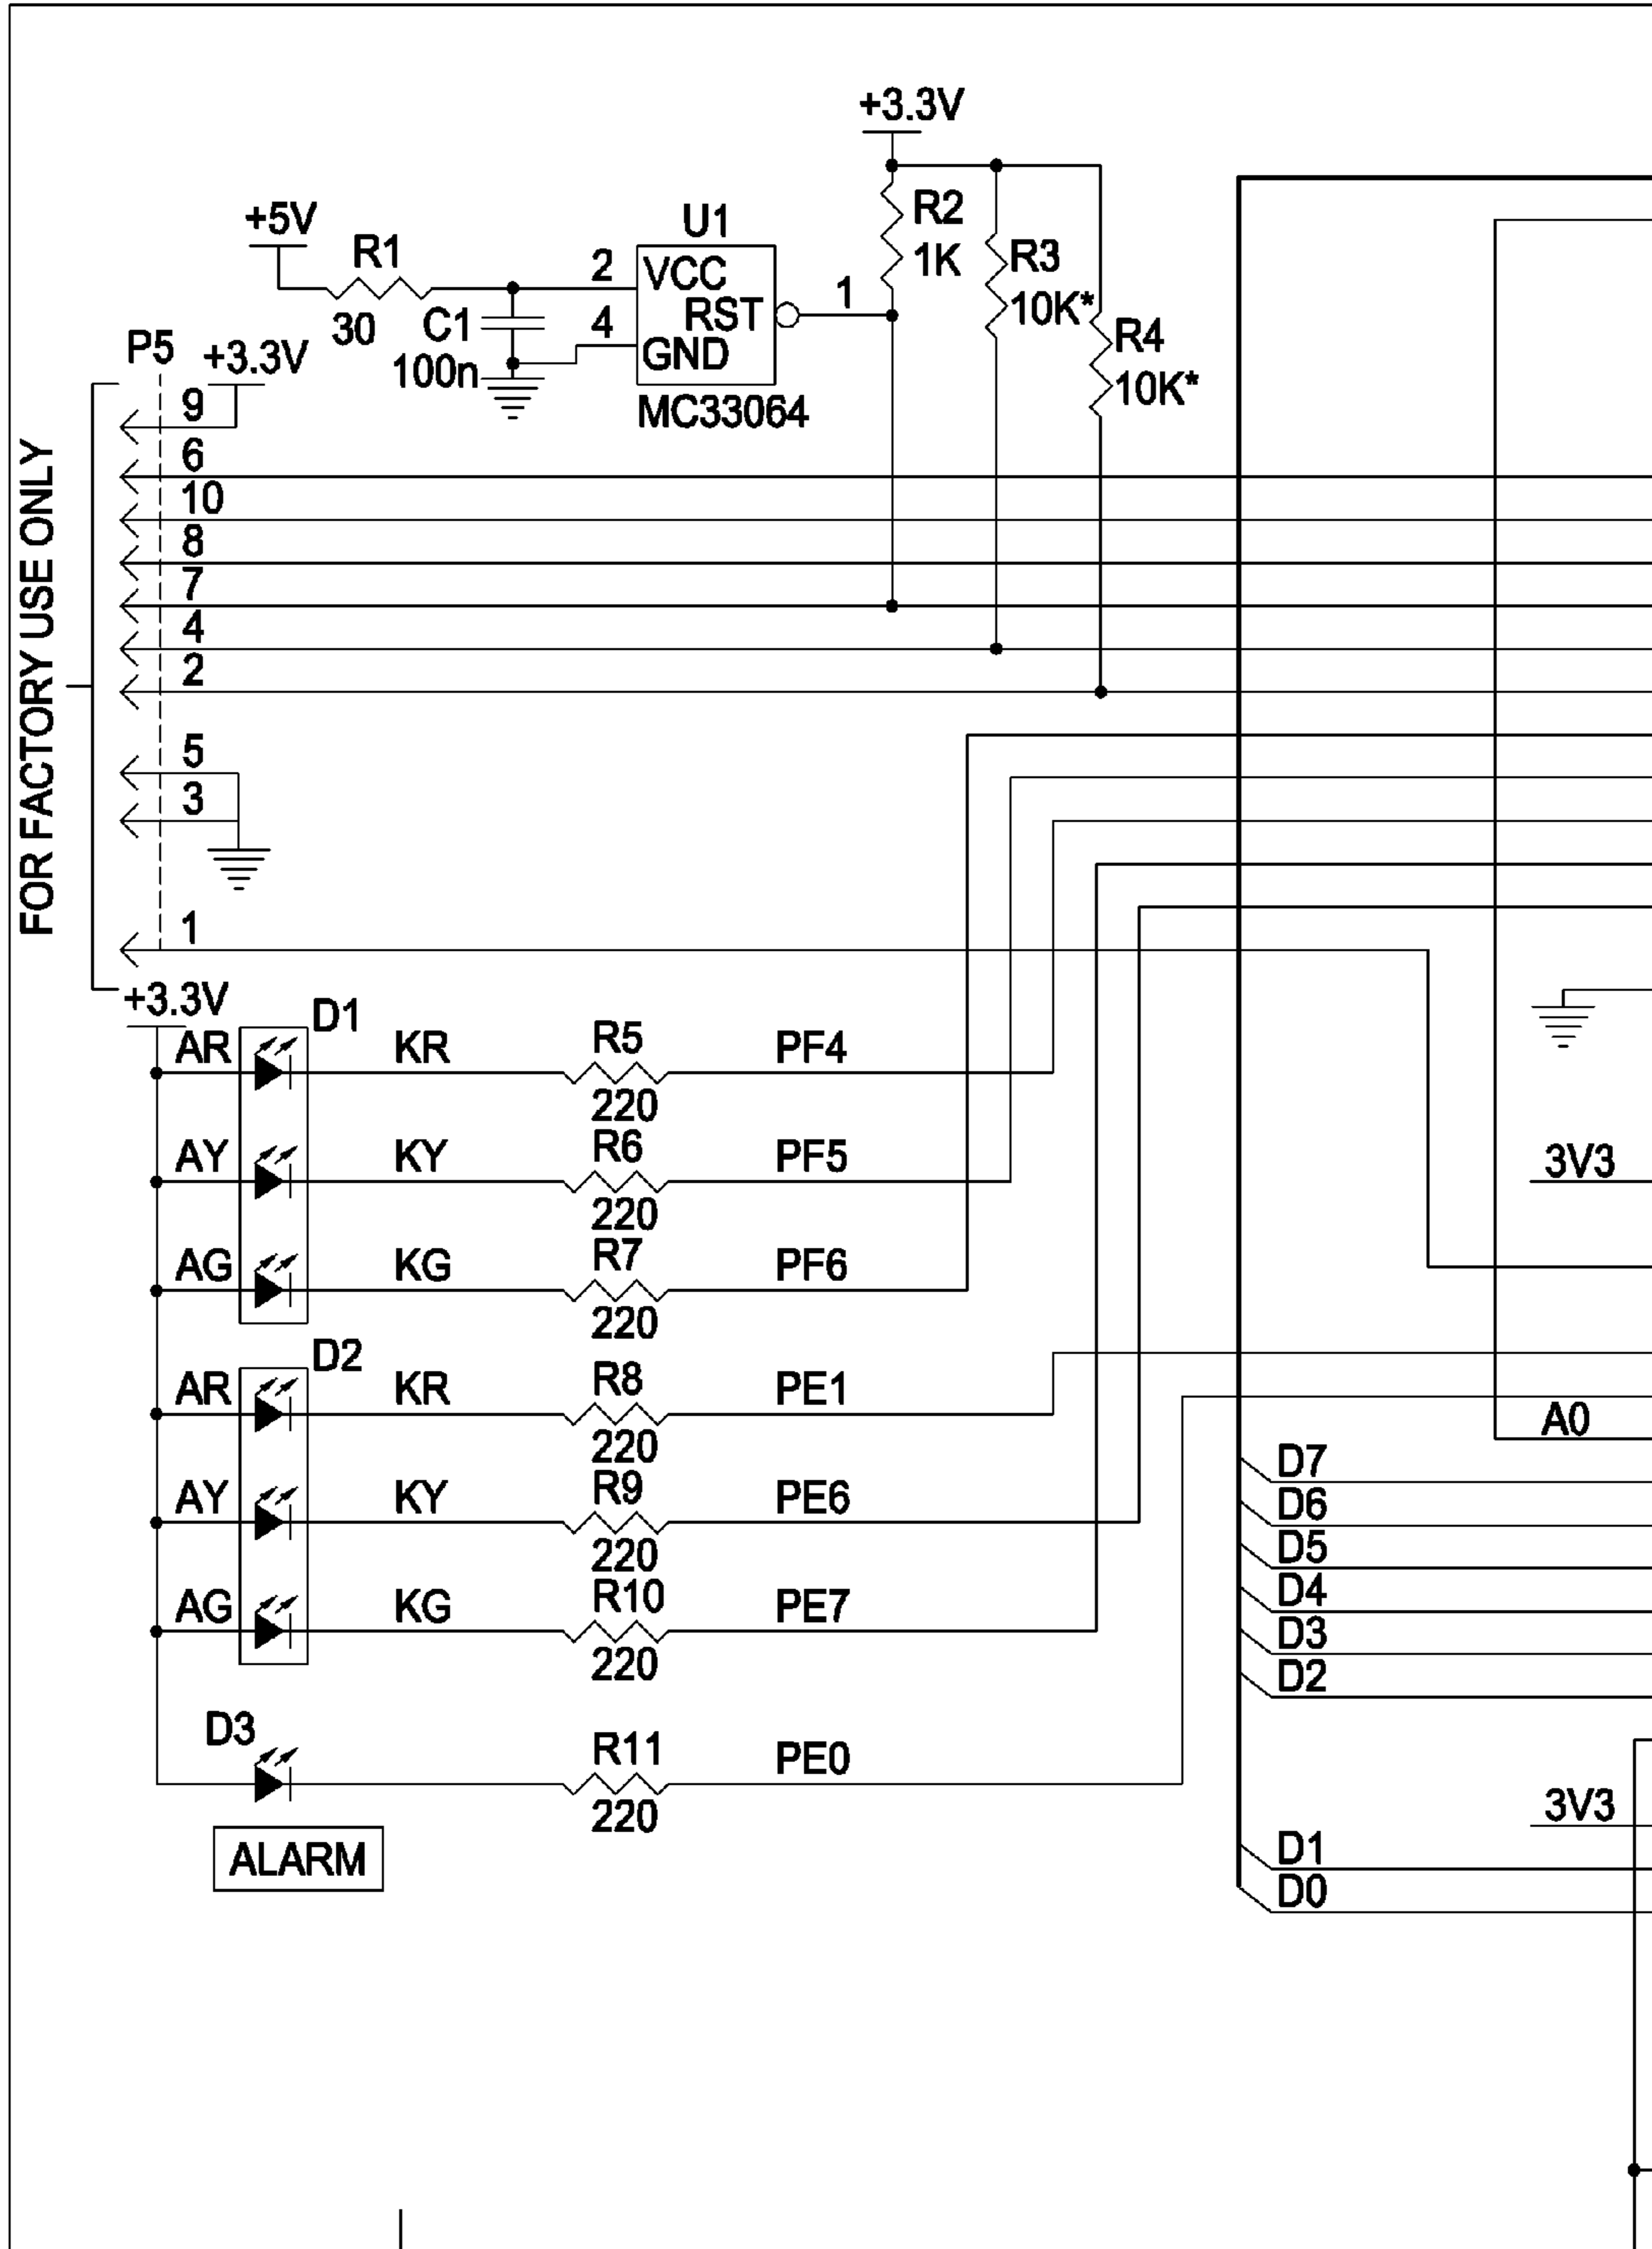 +3.3V
+5V
R1
30
C1
100n
U1
2
VCC
RST
4
GND
1
MC33064
R2
1K
R3
10K*
R4
10K*
P5
+3.3V
9
6
10
8
7
4
2
5
3
1
FOR FACTORY USE ONLY
+3.3V
D1
AR
KR
R5
220
PF4
AY
KY
R6
220
PF5
AG
KG
R7
220
PF6
D2
AR
KR
R8
220
PE1
AY
KY
R9
220
PE6
AG
KG
R10
220
PE7
D3
R11
220
PE0
ALARM
3V3
A0
D7
D6
D5
D4
D3
D2
3V3
D1
D0